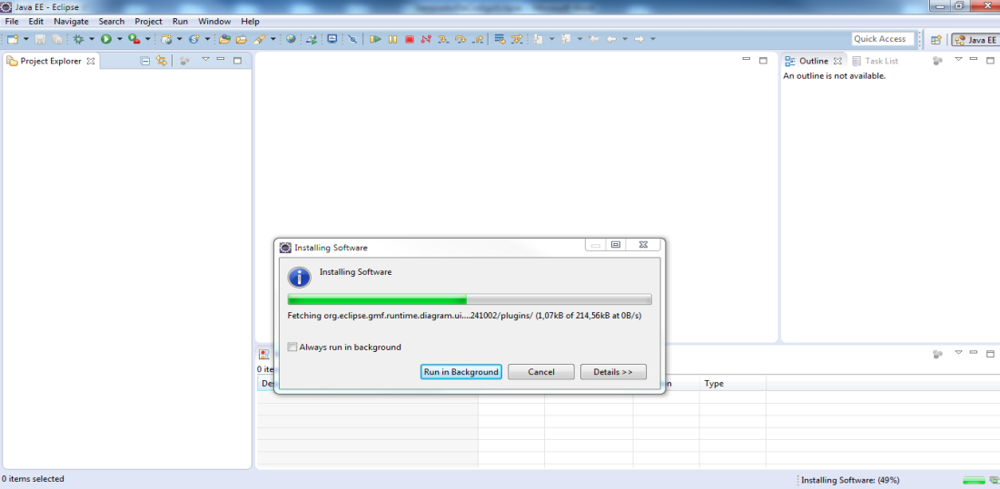 Java EE - Eclipse
File Edit Navigate Search Project Run Window Help
Quick Access
Java EE
Project Explorer
Outline
Task List
An outline is not available.
Installing Software
Installing Software
Fetching org.eclipse.gmf.runtime.diagram.ui....241002/plugins/ (1,07kB of 214,56kB at 0B/s)
Always run in background
Run in Background
Cancel
Details >>
0 ite
Des
n
Type
0 items selected
Installing Software: (49%)